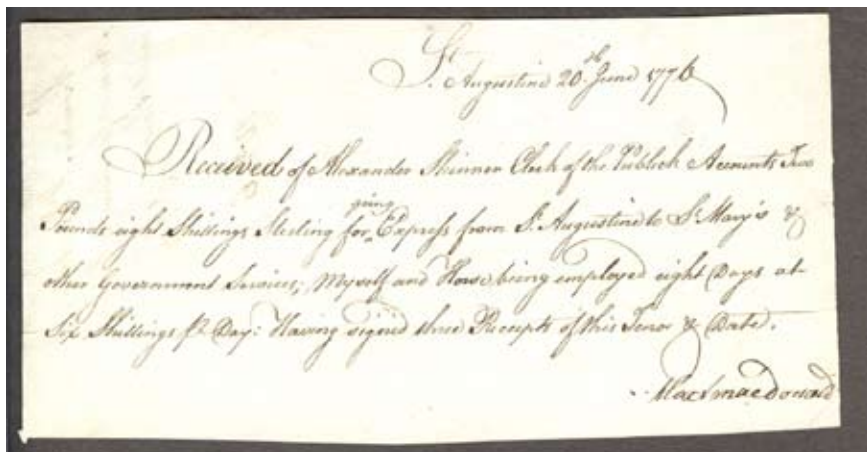 St. Augustine 20th. June 1776
Received of Alexander Skinner Clerk of the Publick Accounts Two
Pounds eight Shillings Sterling for going Express from St. Augustine to St. Mary's &
other Government Services; Myself and Horse being employed eight Days at
Six Shillings pr Day: Having signed three Receipts of this Tenor & Date.
macdonald